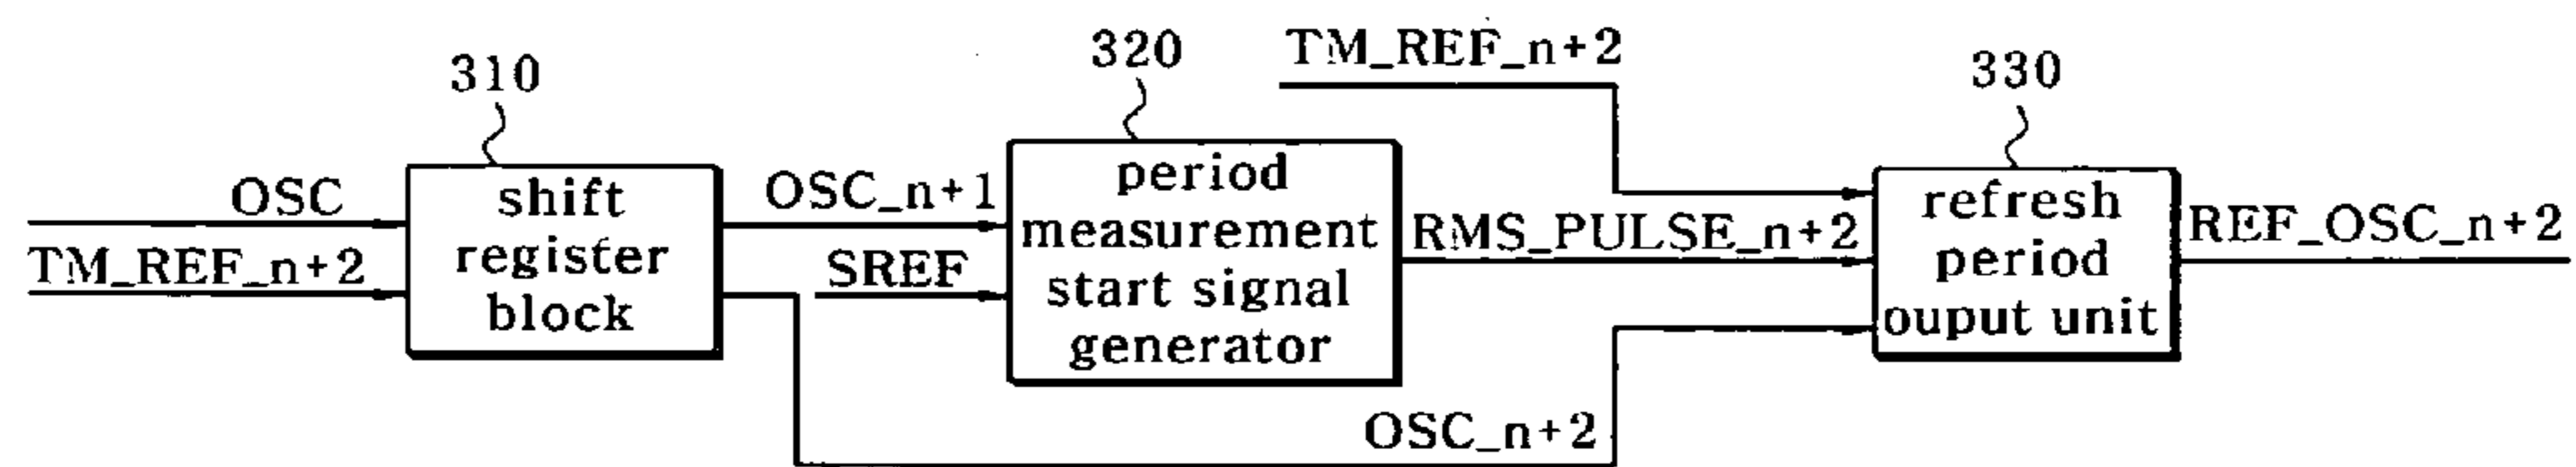 310
OSC
TM_REF_n+2
shift
register
block
OSC_n+1
SREF
320
period
measurement
start signal
generator
TM_REF_n+2
RMS_PULSE_n+2
OSC_n+2
330
refresh
period
ouput unit
REF_OSC_n+2